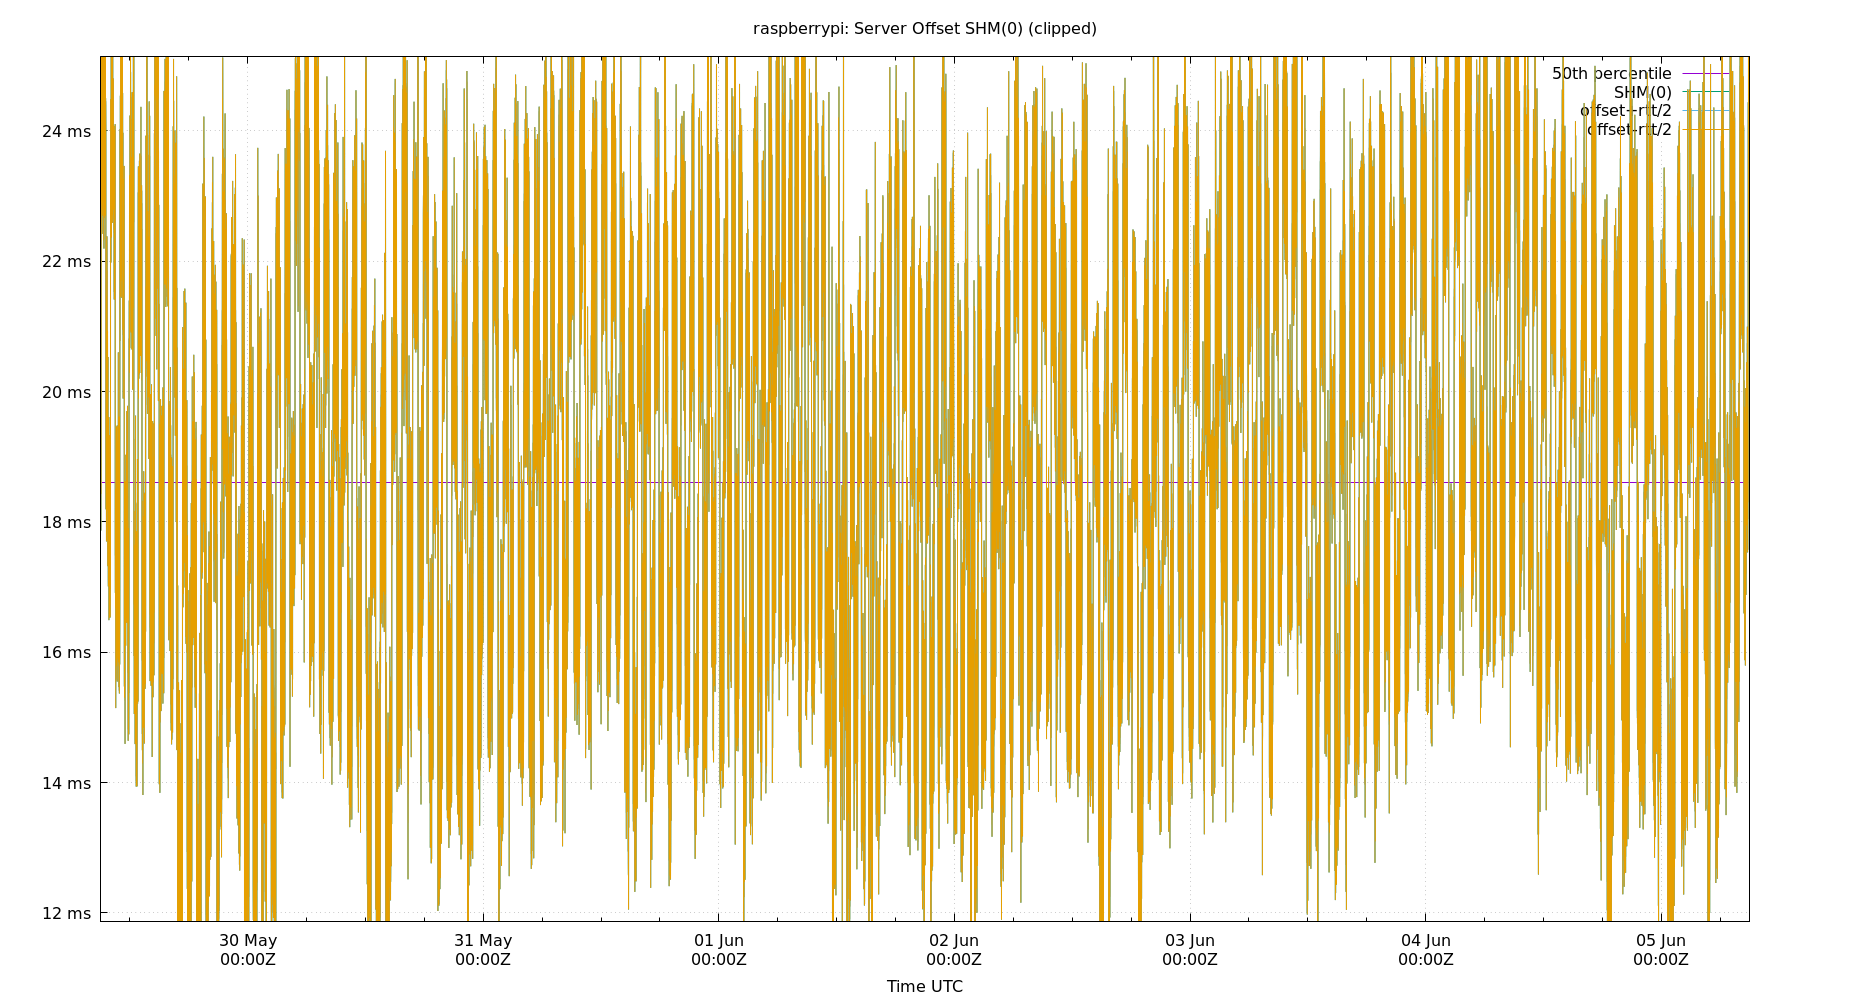 raspberrypi: Server Offset SHM(0) (clipped)
50th percentile
SHM(0)
offset+rtt/2
offset-rtt/2
24 ms
22 ms
20 ms
18 ms
16 ms
14 ms
12 ms
30 May 31 May 01 Jun 02 Jun 03 Jun 04 Jun 05 Jun
00:00Z 00:00Z 00:00Z 00:00Z 00:00Z 00:00Z 00:00Z
Time UTC